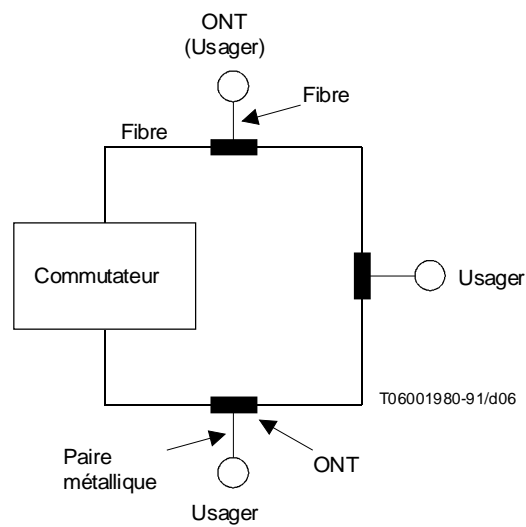 ONT
(Usager)
Fibre
Fibre
Commutateur
Usager
T06001980-91/d06
Paire
métallique
ONT
Usager